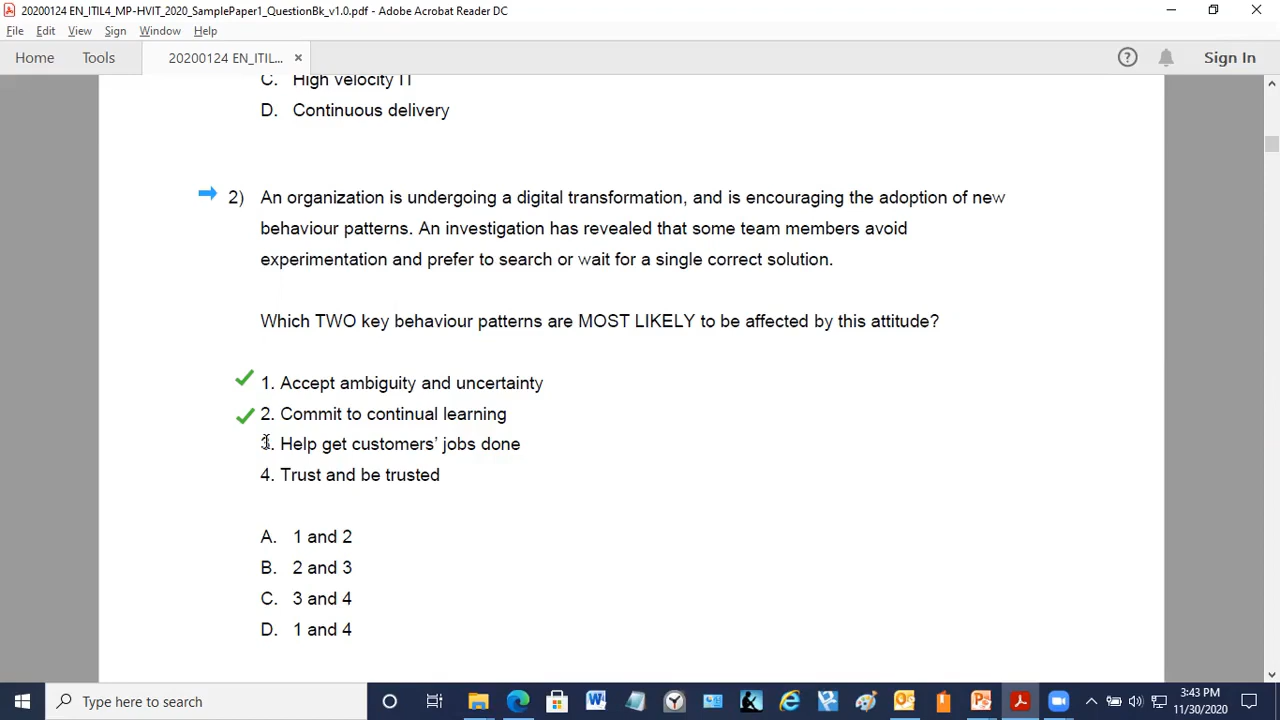 20200124 EN_ITIL4_MP-HVIT_2020_SamplePaper1_QuestionBk_v1.0.pdf - Adobe Acrobat Reader DC
File Edit View Sign Window Help
Home Tools 20200124 EN_ITIL... Sign In
C. High velocity IT
D. Continuous delivery
2) An organization is undergoing a digital transformation, and is encouraging the adoption of new
behaviour patterns. An investigation has revealed that some team members avoid
experimentation and prefer to search or wait for a single correct solution.
Which TWO key behaviour patterns are MOST LIKELY to be affected by this attitude?
1. Accept ambiguity and uncertainty
2. Commit to continual learning
3. Help get customers’ jobs done
4. Trust and be trusted
A. 1 and 2
B. 2 and 3
C. 3 and 4
D. 1 and 4
Type here to search
3:43 PM
11/30/2020